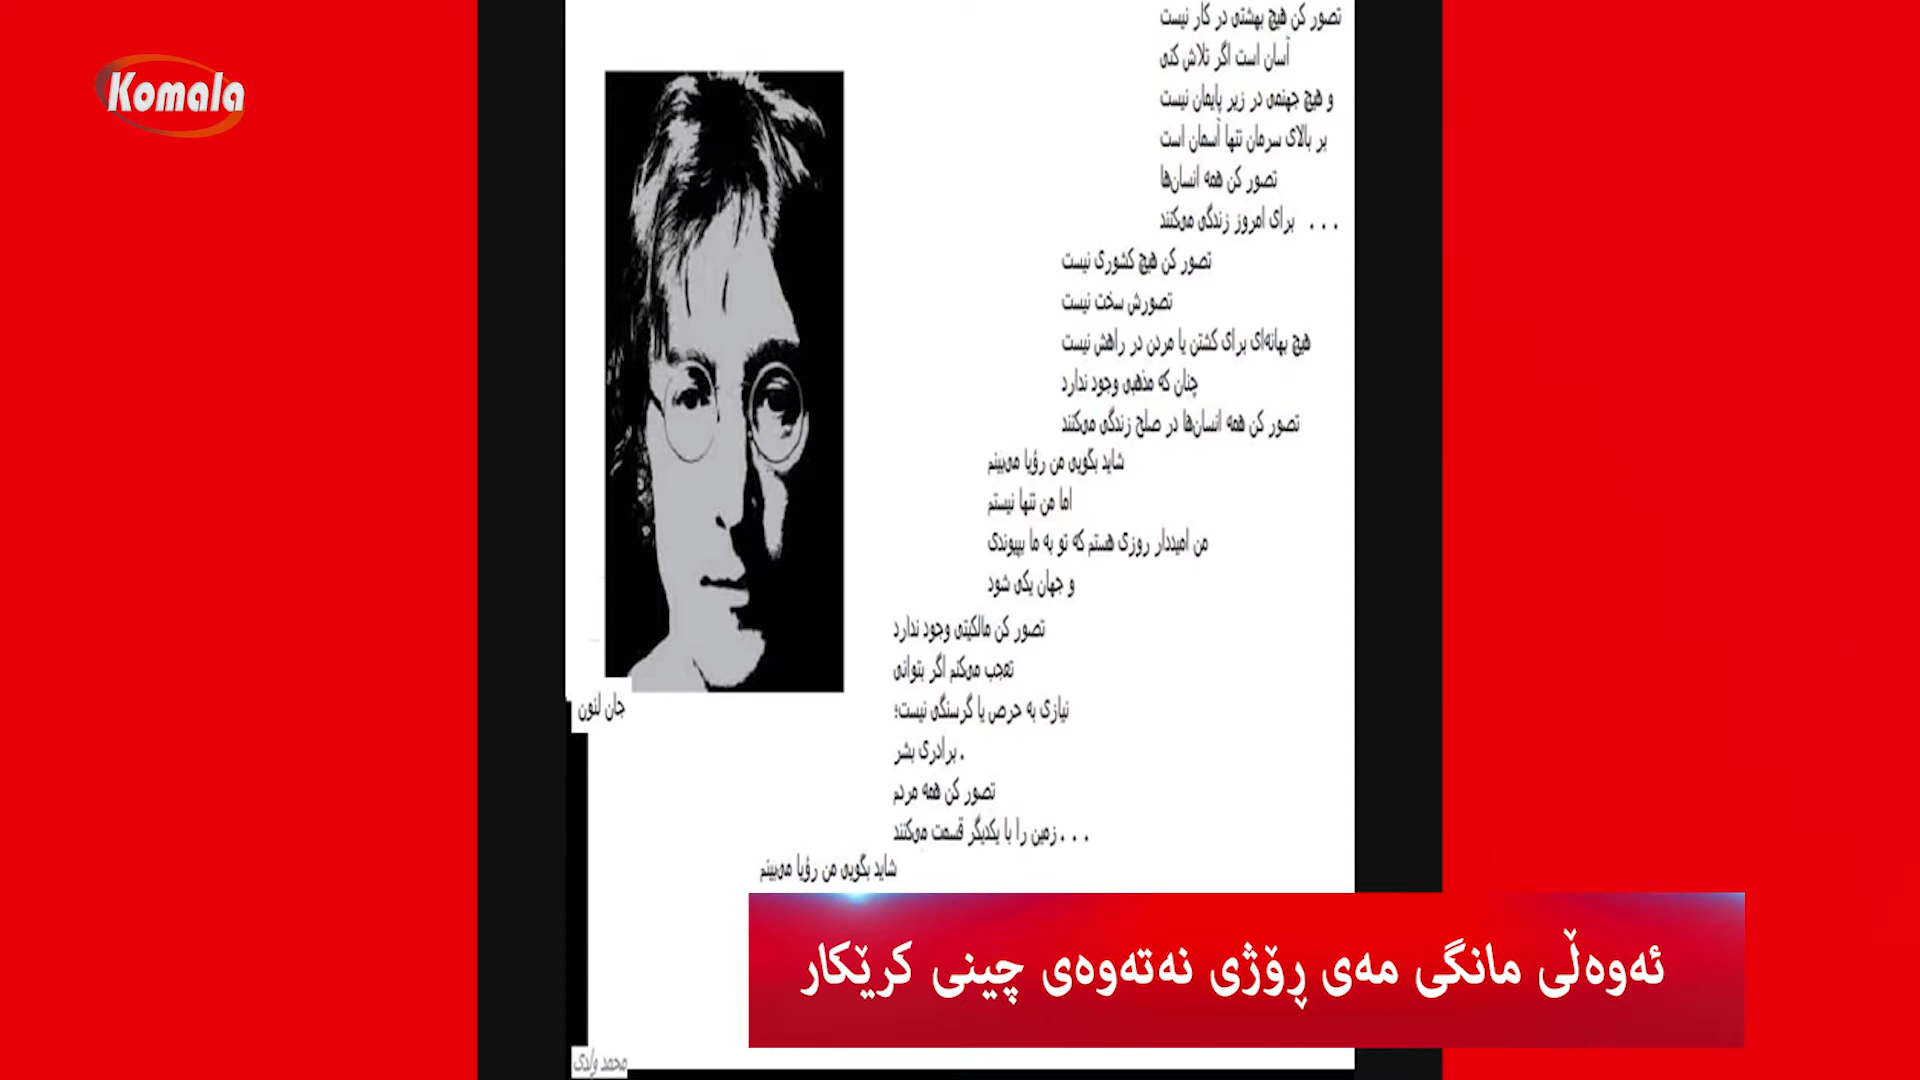 Komala
تصور کن هیچ بهشتی در کار نیست
آسان است اگر تلاش کنی
و هیچ جهنمی در زیر پایمان نیست
بر بالای سرمان تنها آسمان است
تصور کن همه انسان‌ها
برای امروز زندگی می‌کنند . . .
تصور کن هیچ کشوری نیست
تصورش سخت نیست
هیچ بهانه‌ای برای کشتن یا مردن در راهش نیست
چنان که مذهبی وجود ندارد
تصور کن همه انسان‌ها در صلح زندگی می‌کنند
شاید بگویی من رؤیا می‌بینم
اما من تنها نیستم
من امیددار روزی هستم که تو به ما بپیوندی
و جهان یکی شود
تصور کن مالکیتی وجود ندارد
تعجب می‌کنم اگر بتوانی
نیازی به حرص یا گرسنگی نیست؛
برادری بشر .
تصور کن همه مردم
زمین را با یکدیگر قسمت می‌کنند . . .
شاید بگویی من رؤیا می‌بینم
جان لنون
ئەوەڵی مانگی مەی ڕۆژی نەتەوەی چینی کرێکار
محمد ولدی